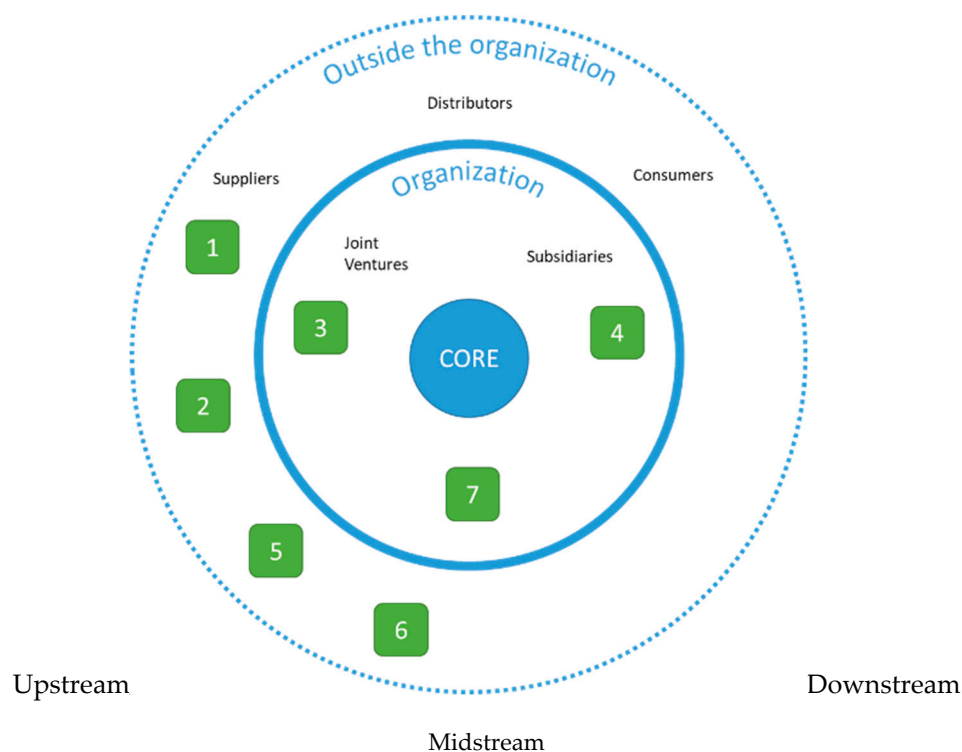 Outside the organization
Distributors
Organization
Suppliers
Consumers
1
Joint
Ventures
Subsidiaries
3
4
CORE
2
7
5
6
Upstream
Downstream
Midstream